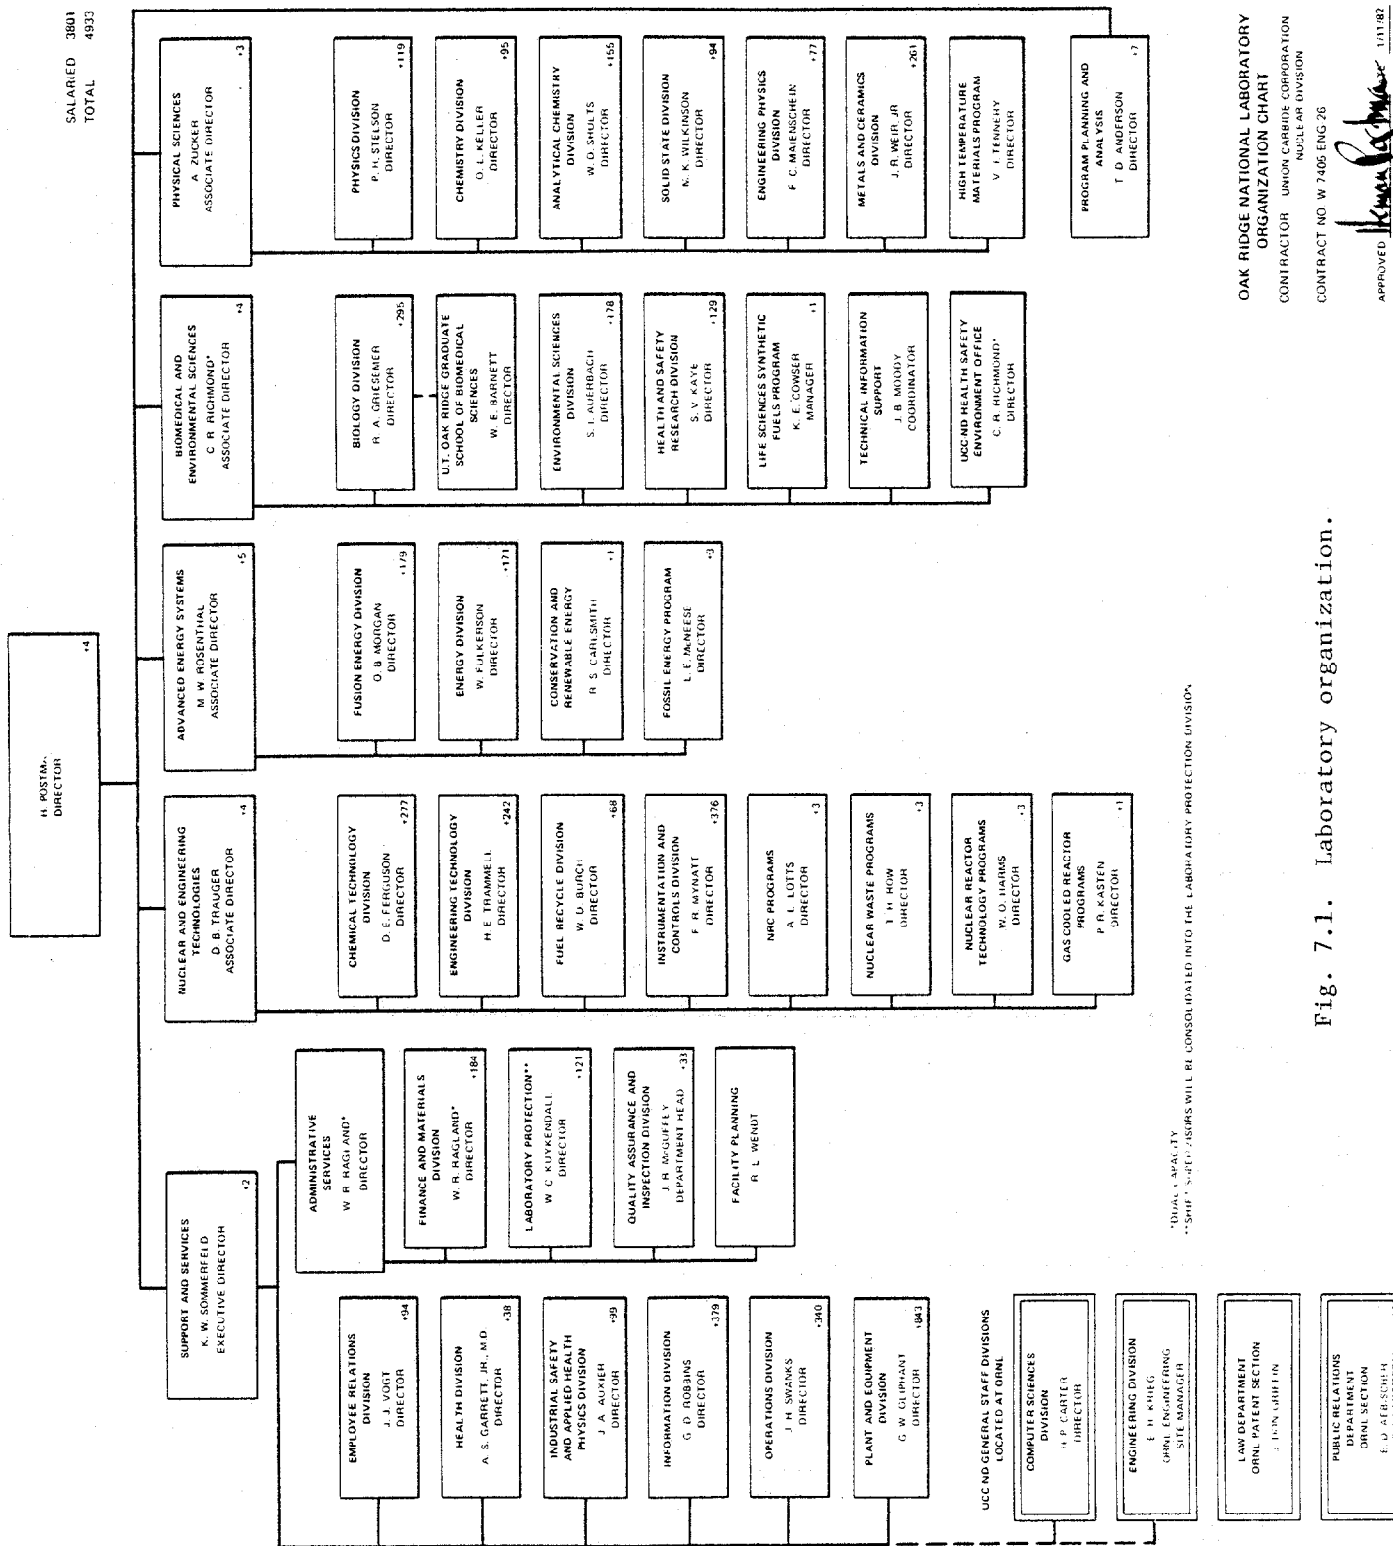 SALARIED 3801
TOTAL 4933
+4
DIRECTOR
SUPPORT AND SERVICES
K. W. SOMMERFELD
EXECUTIVE DIRECTOR
+2
EMPLOYEE RELATIONS
DIVISION
J. J. VOGT
DIRECTOR
+94
HEALTH DIVISION
A. S. GARRETT, JR., M.D.
DIRECTOR
+38
INDUSTRIAL SAFETY
AND APPLIED HEALTH
PHYSICS DIVISION
J. A. AUXIER
DIRECTOR
+99
INFORMATION DIVISION
G. D. ROBBINS
DIRECTOR
+379
OPERATIONS DIVISION
J H SWANKS
DIRECTOR
+340
PLANT AND EQUIPMENT
DIVISION
G W OLIPHANT
DIRECTOR
+843
UCC ND GENERAL STAFF DIVISIONS
LOCATED AT ORNL
COMPUTER SCIENCES
DIVISION
H P CARTER
DIRECTOR
ENGINEERING DIVISION
E H KRIEG
ORNL ENGINEERING
SITE MANAGER
LAW DEPARTMENT
ORNL PATENT SECTION
PUBLIC RELATIONS
DEPARTMENT
ORNL SECTION
ADMINISTRATIVE
SERVICES
W R RAGLAND*
DIRECTOR
FINANCE AND MATERIALS
DIVISION
W. R. RAGLAND*
DIRECTOR
+184
LABORATORY PROTECTION**
W C KUYKENDALL
DIRECTOR
+121
QUALITY ASSURANCE AND
INSPECTION DIVISION
J R McGUFFEY
DEPARTMENT HEAD
+33
FACILITY PLANNING
R L WENDT
NUCLEAR AND ENGINEERING
TECHNOLOGIES
D B TRAUGER
ASSOCIATE DIRECTOR
+4
CHEMICAL TECHNOLOGY
DIVISION
D. E. FERGUSON
DIRECTOR
+277
ENGINEERING TECHNOLOGY
DIVISION
H E TRAMMELL
DIRECTOR
+242
FUEL RECYCLE DIVISION
W D BURCH
DIRECTOR
+68
INSTRUMENTATION AND
CONTROLS DIVISION
F R MYNATT
DIRECTOR
+376
NRC PROGRAMS
A L LOTTS
DIRECTOR
+3
NUCLEAR WASTE PROGRAMS
T H ROW
DIRECTOR
+3
NUCLEAR REACTOR
TECHNOLOGY PROGRAMS
W. O. HARMS
DIRECTOR
+3
GAS COOLED REACTOR
PROGRAMS
P R KASTEN
DIRECTOR
+1
ADVANCED ENERGY SYSTEMS
M W. ROSENTHAL
ASSOCIATE DIRECTOR
+5
FUSION ENERGY DIVISION
O. B MORGAN
DIRECTOR
+179
ENERGY DIVISION
W. FULKERSON
DIRECTOR
+171
CONSERVATION AND
RENEWABLE ENERGY
R S CARLSMITH
DIRECTOR
+1
FOSSIL ENERGY PROGRAM
L. E. McNEESE
DIRECTOR
BIOMEDICAL AND
ENVIRONMENTAL SCIENCES
C R RICHMOND*
ASSOCIATE DIRECTOR
+4
BIOLOGY DIVISION
R A. GRIESEMER
DIRECTOR
+295
U.T. OAK RIDGE GRADUATE
SCHOOL OF BIOMEDICAL
SCIENCES
W. E. BARNETT
DIRECTOR
ENVIRONMENTAL SCIENCES
DIVISION
S. I. AUERBACH
DIRECTOR
+178
HEALTH AND SAFETY
RESEARCH DIVISION
S. V KAYE
DIRECTOR
+129
LIFE SCIENCES SYNTHETIC
FUELS PROGRAM
K. E. COWSER
MANAGER
+1
TECHNICAL INFORMATION
SUPPORT
J. B MOODY
COORDINATOR
UCC-ND HEALTH SAFETY
ENVIRONMENT OFFICE
C. R. RICHMOND*
DIRECTOR
PHYSICAL SCIENCES
A ZUCKER
ASSOCIATE DIRECTOR
+3
PHYSICS DIVISION
P. H. STELSON
DIRECTOR
+119
CHEMISTRY DIVISION
O. L. KELLER
DIRECTOR
+95
ANALYTICAL CHEMISTRY
DIVISION
W. D. SHULTS
DIRECTOR
+155
SOLID STATE DIVISION
M. K. WILKINSON
DIRECTOR
+94
ENGINEERING PHYSICS
DIVISION
F C. MAIENSCHEIN
DIRECTOR
+77
METALS AND CERAMICS
DIVISION
J. R. WEIR, JR
DIRECTOR
+261
HIGH TEMPERATURE
MATERIALS PROGRAM
V J. TENNERY
DIRECTOR
PROGRAM PLANNING AND
ANALYSIS
T D ANDERSON
DIRECTOR
+7
*DUAL CAPACITY
**SHIFT SUPERVISORS WILL BE CONSOLIDATED INTO THE LABORATORY PROTECTION DIVISION
OAK RIDGE NATIONAL LABORATORY
ORGANIZATION CHART
CONTRACTOR UNION CARBIDE CORPORATION
NUCLEAR DIVISION
CONTRACT NO W 7405 ENG 26
APPROVED Herman Postma DATE 1/11/82
Fig. 7.1. Laboratory organization.